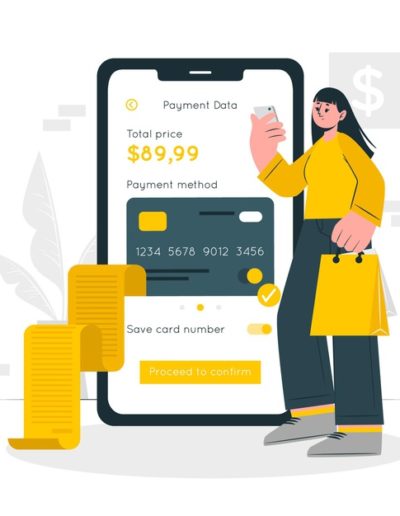 $
Payment Data
Total price
$89,99
Payment method
1234 5678 9012 3456
Save card number
Proceed to confirm